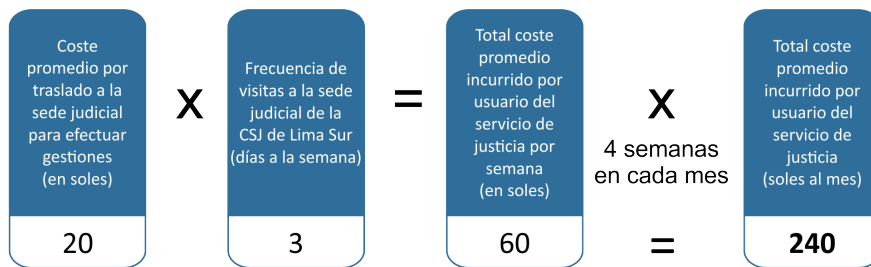 Coste
promedio por
traslado a la
sede judicial
para efectuar
gestiones
(en soles)
20
x
Frecuencia de
visitas a la sede
judicial de la
CSJ de Lima Sur
(días a la semana)
3
=
Total coste
promedio
incurrido por
usuario del
servicio de
justicia por
semana
(en soles)
60
x
4 semanas
en cada mes
=
Total coste
promedio
incurrido por
usuario del
servicio de
justicia
(soles al mes)
240